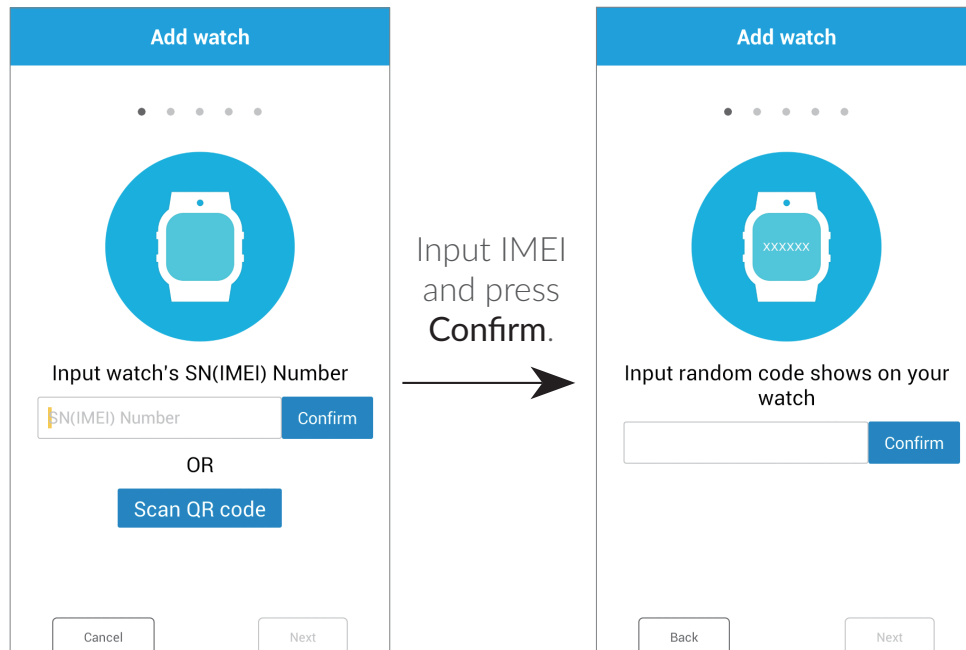 Add watch
Input watch's SN(IMEI) Number
SN(IMEI) Number
Confirm
OR
Scan QR code
Cancel
Next
Input IMEI
and press
Confirm.
Add watch
xxxxxx
Input random code shows on your
watch
Confirm
Back
Next